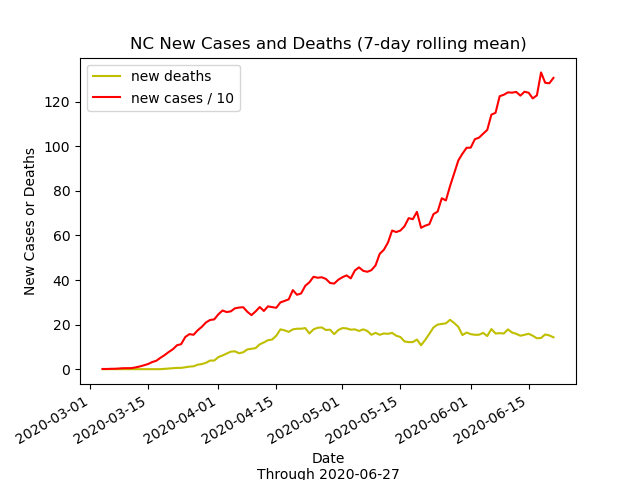 NC New Cases and Deaths (7-day rolling mean)
new deaths
new cases / 10
New Cases or Deaths
120
100
80
60
40
20
0
2020-03-01
2020-03-15
2020-04-01
2020-04-15
2020-05-01
2020-05-15
2020-06-01
2020-06-15
Date
Through 2020-06-27